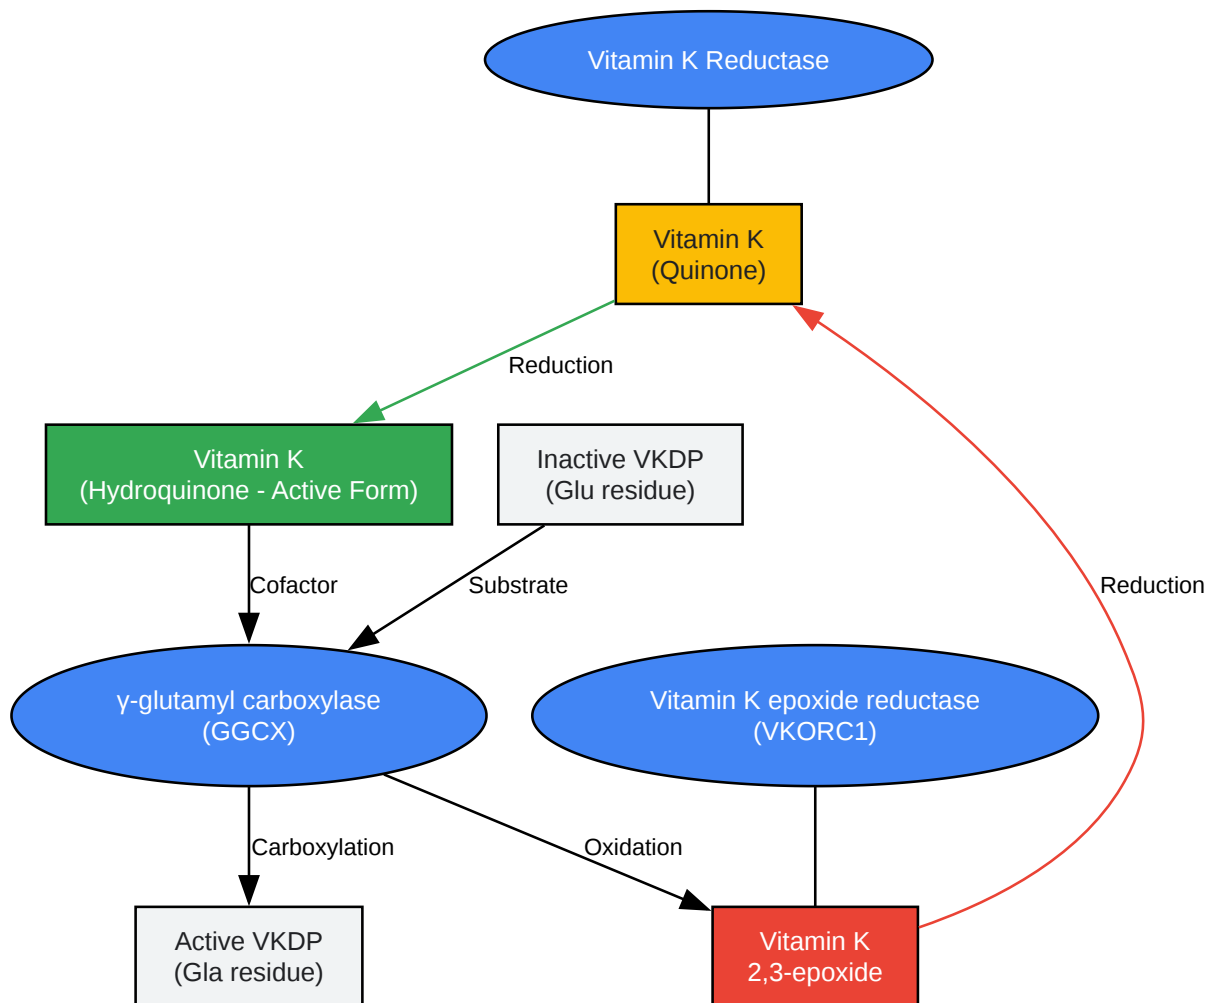 Vitamin K Reductase
Vitamin K
(Quinone)
Reduction
Vitamin K
(Hydroquinone - Active Form)
Inactive VKDP
(Glu residue)
Cofactor
Substrate
Reduction
γ-glutamyl carboxylase
(GGCX)
Vitamin K epoxide reductase
(VKORC1)
Carboxylation
Oxidation
Active VKDP
(Gla residue)
Vitamin K
2,3-epoxide